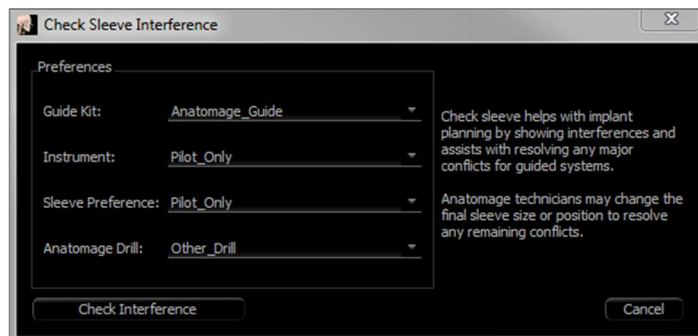 Check Sleeve Interference
Preferences
Guide Kit: Anatomage_Guide
Instrument: Pilot_Only
Sleeve Preference: Pilot_Only
Anatomage Drill: Other_Drill
Check sleeve helps with implant
planning by showing interferences and
assists with resolving any major
conflicts for guided systems.
Anatomage technicians may change the
final sleeve size or position to resolve
any remaining conflicts.
Check Interference
Cancel